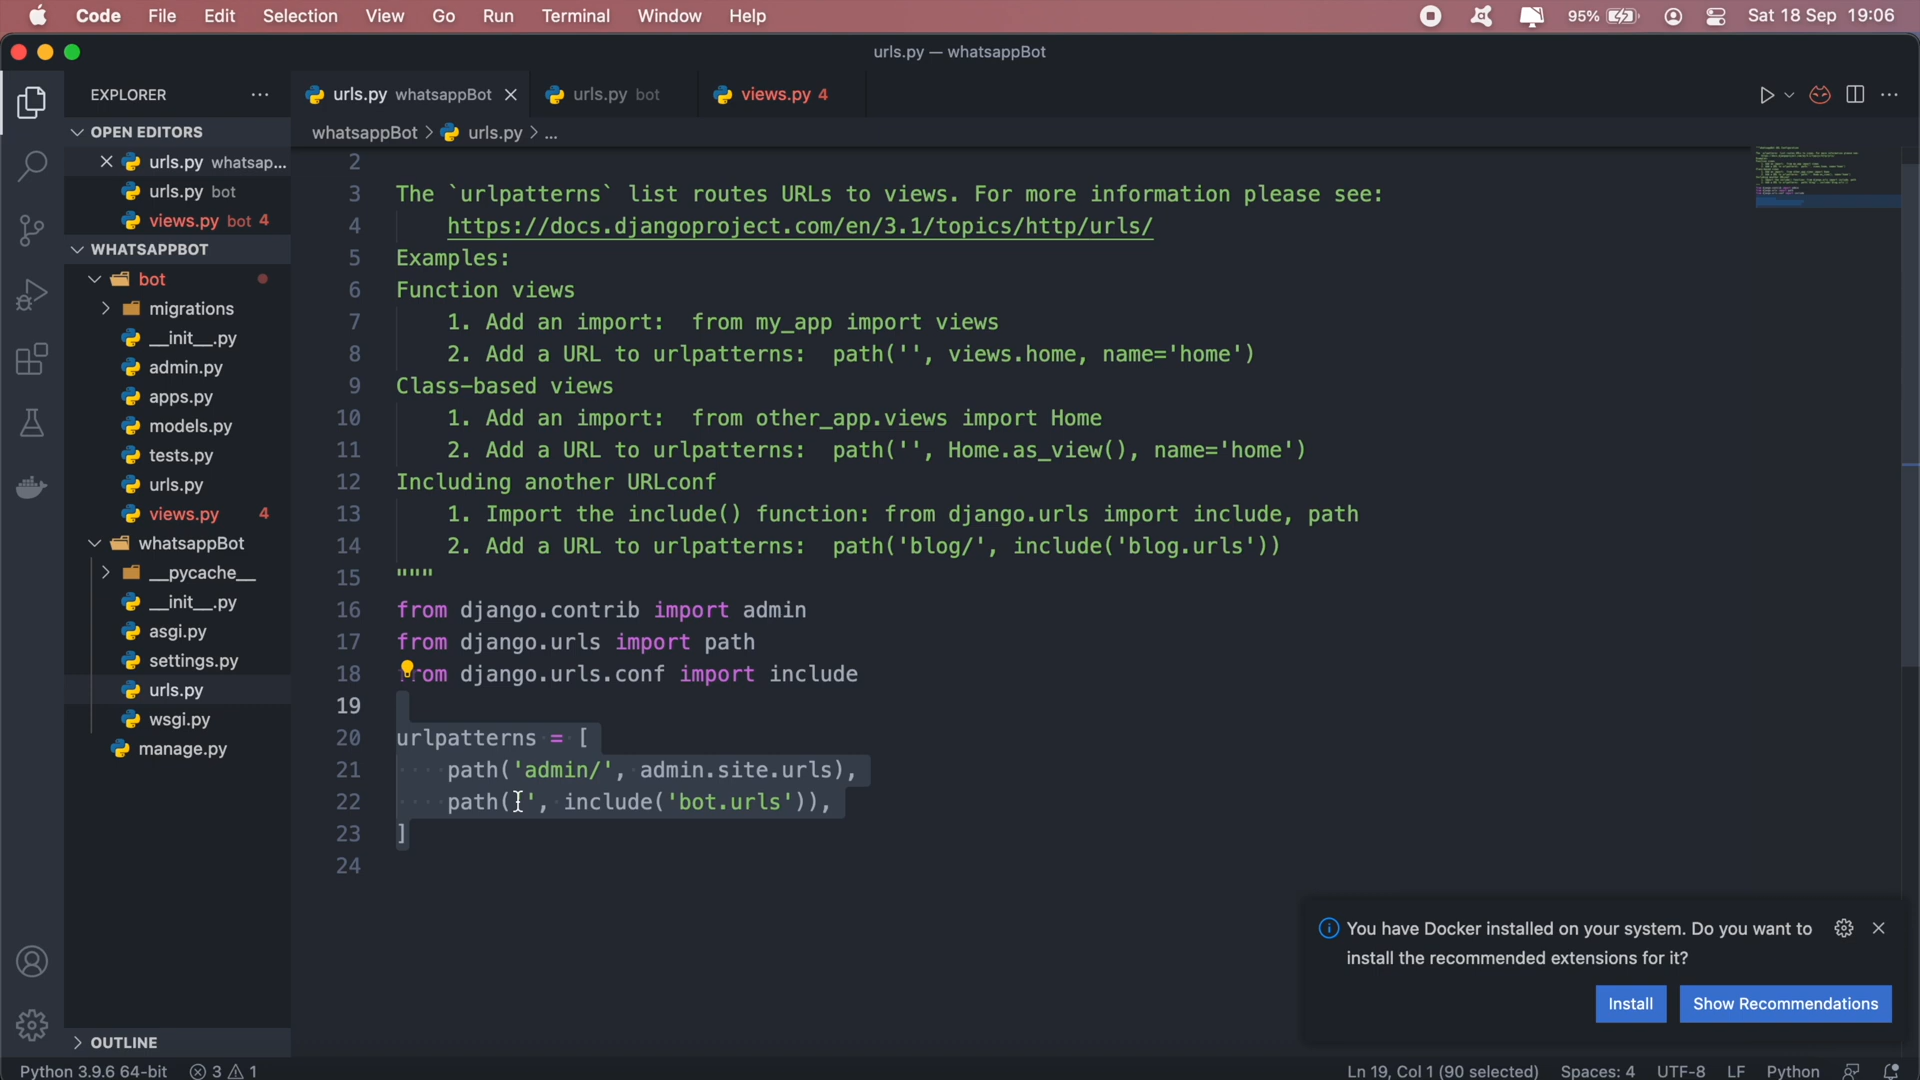 Code File Edit Selection View Go Run Terminal Window Help 95% Sat 18 Sep 19:06
urls.py — whatsappBot
EXPLORER
urls.py whatsappBot
urls.py bot
views.py 4
OPEN EDITORS
urls.py whatsap...
urls.py bot
views.py bot 4
WHATSAPPBOT
bot
migrations
__init__.py
admin.py
apps.py
models.py
tests.py
urls.py
views.py 4
whatsappBot
__pycache__
__init__.py
asgi.py
settings.py
urls.py
wsgi.py
manage.py
OUTLINE
whatsappBot > urls.py > ...
2
3 The `urlpatterns` list routes URLs to views. For more information please see:
4 https://docs.djangoproject.com/en/3.1/topics/http/urls/
5 Examples:
6 Function views
7 1. Add an import: from my_app import views
8 2. Add a URL to urlpatterns: path('', views.home, name='home')
9 Class-based views
10 1. Add an import: from other_app.views import Home
11 2. Add a URL to urlpatterns: path('', Home.as_view(), name='home')
12 Including another URLconf
13 1. Import the include() function: from django.urls import include, path
14 2. Add a URL to urlpatterns: path('blog/', include('blog.urls'))
15 """
16 from django.contrib import admin
17 from django.urls import path
18 from django.urls.conf import include
19
20 urlpatterns = [
21 path('admin/', admin.site.urls),
22 path('', include('bot.urls')),
23 ]
24
You have Docker installed on your system. Do you want to
install the recommended extensions for it?
Install Show Recommendations
Python 3.9.6 64-bit 3 1 Ln 19, Col 1 (90 selected) Spaces: 4 UTF-8 LF Python